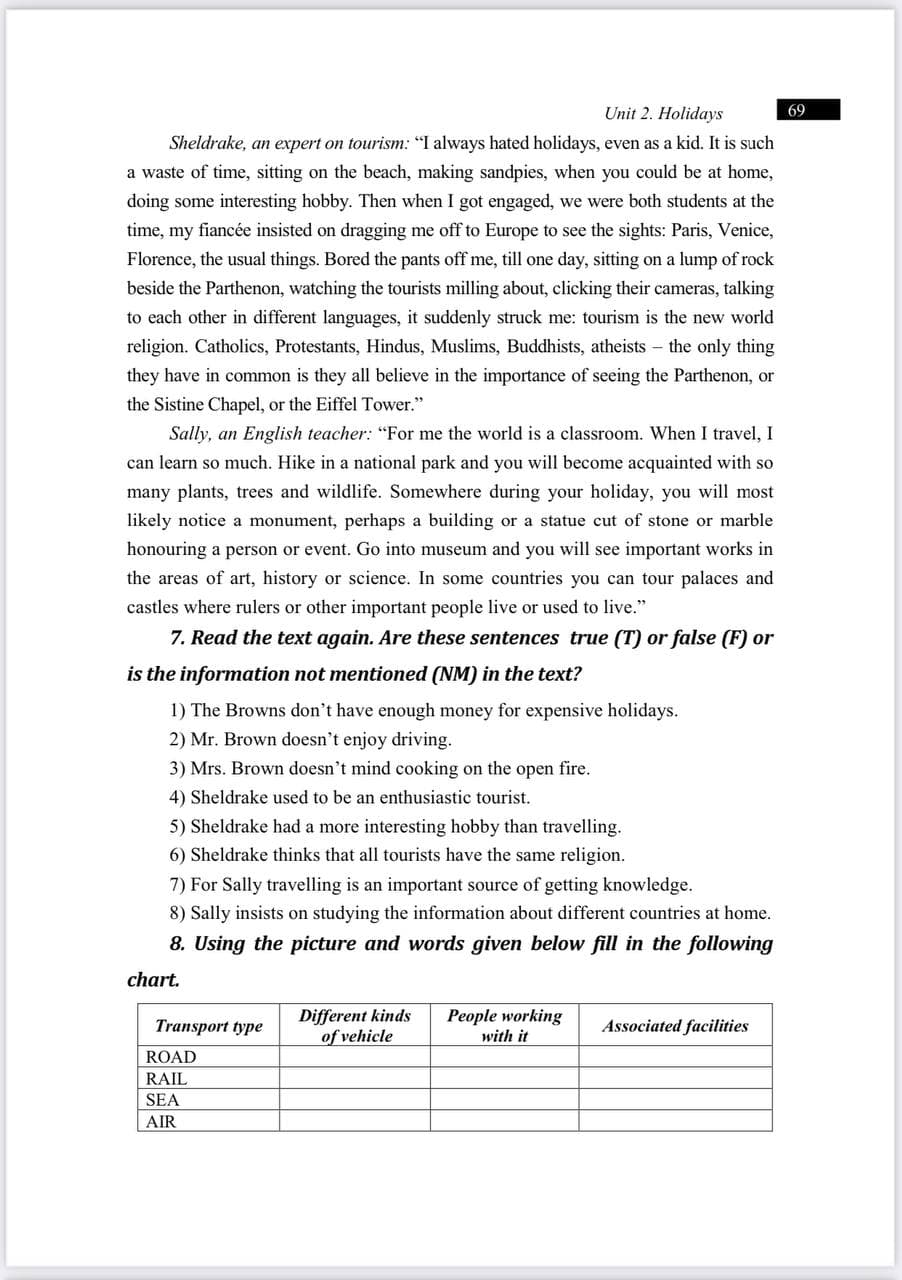 Unit 2. Holidays 69
Sheldrake, an expert on tourism: “I always hated holidays, even as a kid. It is such
a waste of time, sitting on the beach, making sandpies, when you could be at home,
doing some interesting hobby. Then when I got engaged, we were both students at the
time, my fiancée insisted on dragging me off to Europe to see the sights: Paris, Venice,
Florence, the usual things. Bored the pants off me, till one day, sitting on a lump of rock
beside the Parthenon, watching the tourists milling about, clicking their cameras, talking
to each other in different languages, it suddenly struck me: tourism is the new world
religion. Catholics, Protestants, Hindus, Muslims, Buddhists, atheists – the only thing
they have in common is they all believe in the importance of seeing the Parthenon, or
the Sistine Chapel, or the Eiffel Tower.”
Sally, an English teacher: “For me the world is a classroom. When I travel, I
can learn so much. Hike in a national park and you will become acquainted with so
many plants, trees and wildlife. Somewhere during your holiday, you will most
likely notice a monument, perhaps a building or a statue cut of stone or marble
honouring a person or event. Go into museum and you will see important works in
the areas of art, history or science. In some countries you can tour palaces and
castles where rulers or other important people live or used to live.”
7. Read the text again. Are these sentences true (T) or false (F) or
is the information not mentioned (NM) in the text?
1) The Browns don’t have enough money for expensive holidays.
2) Mr. Brown doesn’t enjoy driving.
3) Mrs. Brown doesn’t mind cooking on the open fire.
4) Sheldrake used to be an enthusiastic tourist.
5) Sheldrake had a more interesting hobby than travelling.
6) Sheldrake thinks that all tourists have the same religion.
7) For Sally travelling is an important source of getting knowledge.
8) Sally insists on studying the information about different countries at home.
8. Using the picture and words given below fill in the following
chart.
Transport type Different kinds of vehicle People working with it Associated facilities
ROAD
RAIL
SEA
AIR